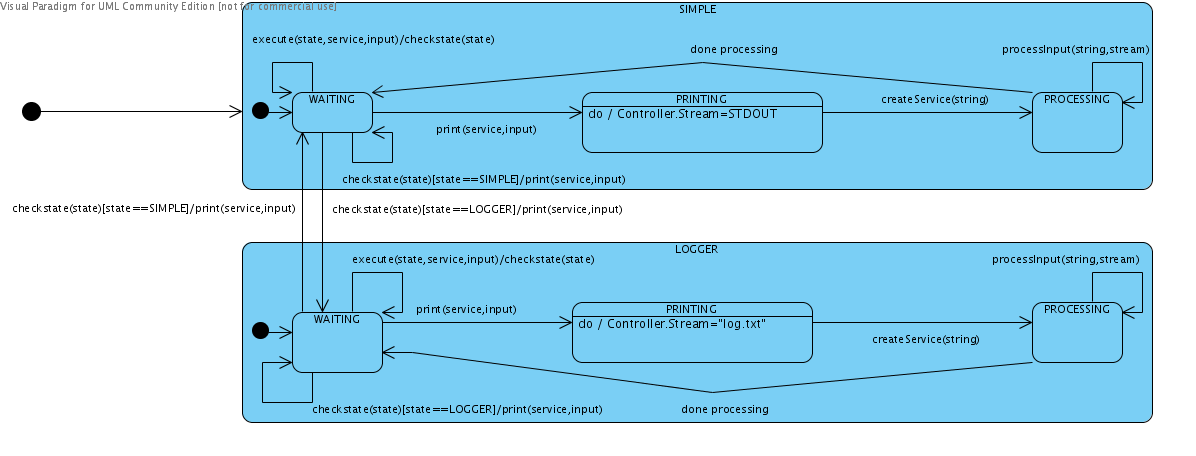 Visual Paradigm for UML Community Edition [not for commercial use]
SIMPLE
execute(state,service,input)/checkstate(state)
done processing
processInput(string,stream)
WAITING
PRINTING
createService(string)
PROCESSING
do / Controller.Stream=STDOUT
print(service,input)
checkstate(state)[state==SIMPLE]/print(service,input)
checkstate(state)[state==SIMPLE]/print(service,input)
checkstate(state)[state==LOGGER]/print(service,input)
LOGGER
execute(state,service,input)/checkstate(state)
processInput(string,stream)
WAITING
print(service,input)
PRINTING
PROCESSING
do / Controller.Stream="log.txt"
createService(string)
checkstate(state)[state==LOGGER]/print(service,input)
done processing